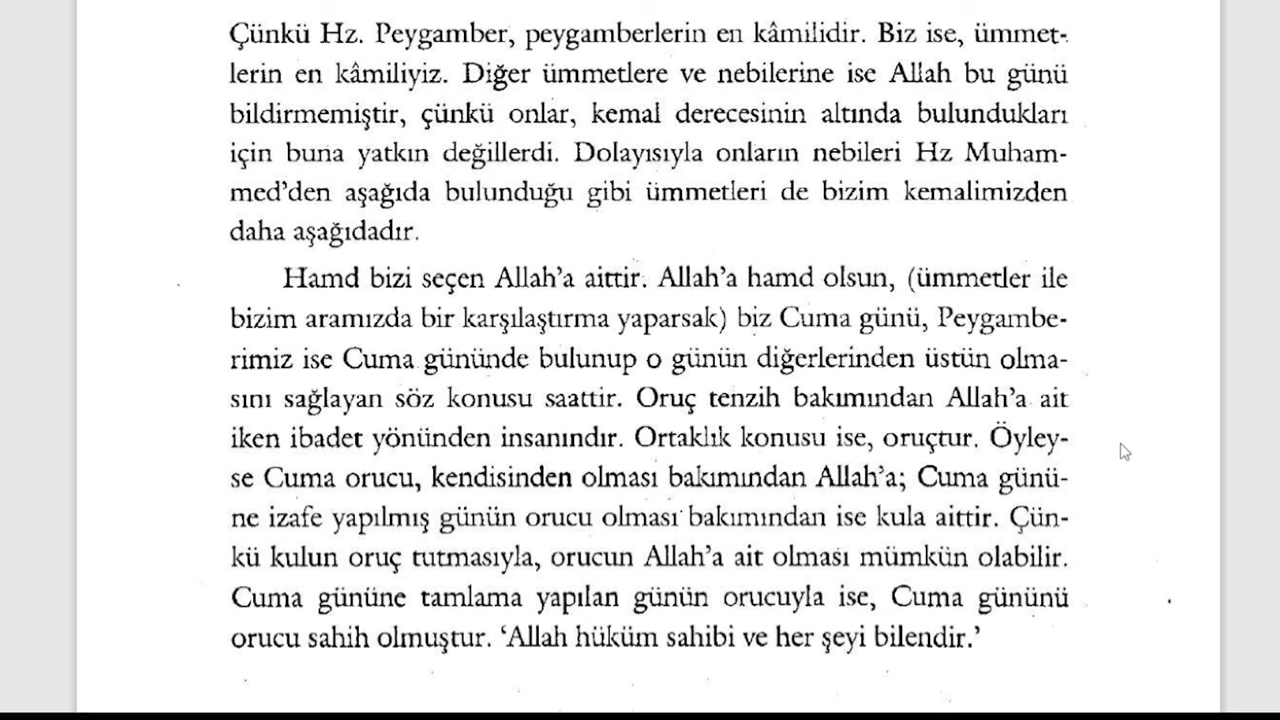 Çünkü Hz. Peygamber, peygamberlerin en kâmilidir. Biz ise, ümmet-
lerin en kâmiliyiz. Diğer ümmetlere ve nebilerine ise Allah bu günü
bildirmemiştir, çünkü onlar, kemal derecesinin altında bulundukları
için buna yatkın değillerdi. Dolayısıyla onların nebileri Hz Muham-
med’den aşağıda bulunduğu gibi ümmetleri de bizim kemalimizden
daha aşağıdadır.
Hamd bizi seçen Allah’a aittir. Allah’a hamd olsun, (ümmetler ile
bizim aramızda bir karşılaştırma yaparsak) biz Cuma günü, Peygambe-
rimiz ise Cuma gününde bulunup o günün diğerlerinden üstün olma-
sını sağlayan söz konusu saattir. Oruç tenzih bakımından Allah’a ait
iken ibadet yönünden insanındır. Ortaklık konusu ise, oruçtur. Öyley-
se Cuma orucu, kendisinden olması bakımından Allah’a; Cuma günü-
ne izafe yapılmış günün orucu olması bakımından ise kula aittir. Çün-
kü kulun oruç tutmasıyla, orucun Allah’a ait olması mümkün olabilir.
Cuma gününe tamlama yapılan günün orucuyla ise, Cuma gününü
orucu sahih olmuştur. ‘Allah hüküm sahibi ve her şeyi bilendir.’